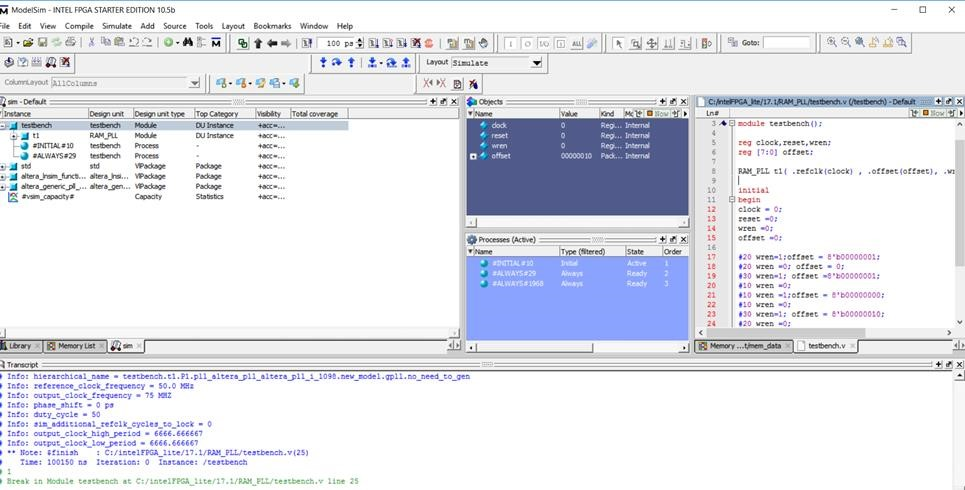 ModelSim - INTEL FPGA STARTER EDITION 10.5b
File Edit View Compile Simulate Add Source Tools Layout Bookmarks Window Help
100 ps
Goto:
Layout Simulate
ColumnLayout AllColumns
sim - Default
Instance Design unit Design unit type Top Category Visibility Total coverage
testbench testbench Module DU Instance +acc=...
t1 RAM_PLL Module DU Instance +acc=...
#INITIAL#10 testbench Process - +acc=...
#ALWAYS#29 testbench Process - +acc=...
std std VlPackage Package +acc=...
altera_lnsim_functi... altera_lnsi... VlPackage Package +acc=...
altera_generic_pll_... altera_gen... VlPackage Package +acc=...
#vsim_capacity# Capacity Statistics +acc=...
Library Memory List sim
Objects
Name Value Kind Mo Now
clock 0 Regi... Internal
reset 0 Regi... Internal
wren 0 Regi... Internal
offset 00000010 Pack... Internal
Processes (Active)
Name Type (filtered) State Order
#INITIAL#10 Initial Active 1
#ALWAYS#29 Always Ready 2
#ALWAYS#1968 Always Ready 3
C:/intelFPGA_lite/17.1/RAM_PLL/testbench.v (/testbench) - Default
Ln# Now
3 module testbench();
4
5 reg clock,reset,wren;
6 reg [7:0] offset;
7
8 RAM_PLL t1( .refclk(clock) , .offset(offset), .wr
9
10 initial
11 begin
12 clock = 0;
13 reset =0;
14 wren =0;
15 offset =0;
16
17 #20 wren=1;offset = 8'b00000001;
18 #20 wren =0; offset = 0;
19 #30 wren=1; offset =8'b00000001;
20 #10 wren =0;
21 #10 wren =1;offset = 8'b00000000;
22 #10 wren =0;
23 #30 wren=1; offset = 8'b00000010;
24 #20 wren =0;
Memory ...t/mem_data testbench.v
Transcript
# Info: hierarchical_name = testbench.t1.P1.pll_altera_pll_altera_pll_i_1098.new_model.gpll.no_need_to_gen
# Info: reference_clock_frequency = 50.0 MHz
# Info: output_clock_frequency = 75 MHZ
# Info: phase_shift = 0 ps
# Info: duty_cycle = 50
# Info: sim_additional_refclk_cycles_to_lock = 0
# Info: output_clock_high_period = 6666.666667
# Info: output_clock_low_period = 6666.666667
# ** Note: $finish : C:/intelFPGA_lite/17.1/RAM_PLL/testbench.v(25)
# Time: 100150 ns Iteration: 0 Instance: /testbench
# 1
# Break in Module testbench at C:/intelFPGA_lite/17.1/RAM_PLL/testbench.v line 25